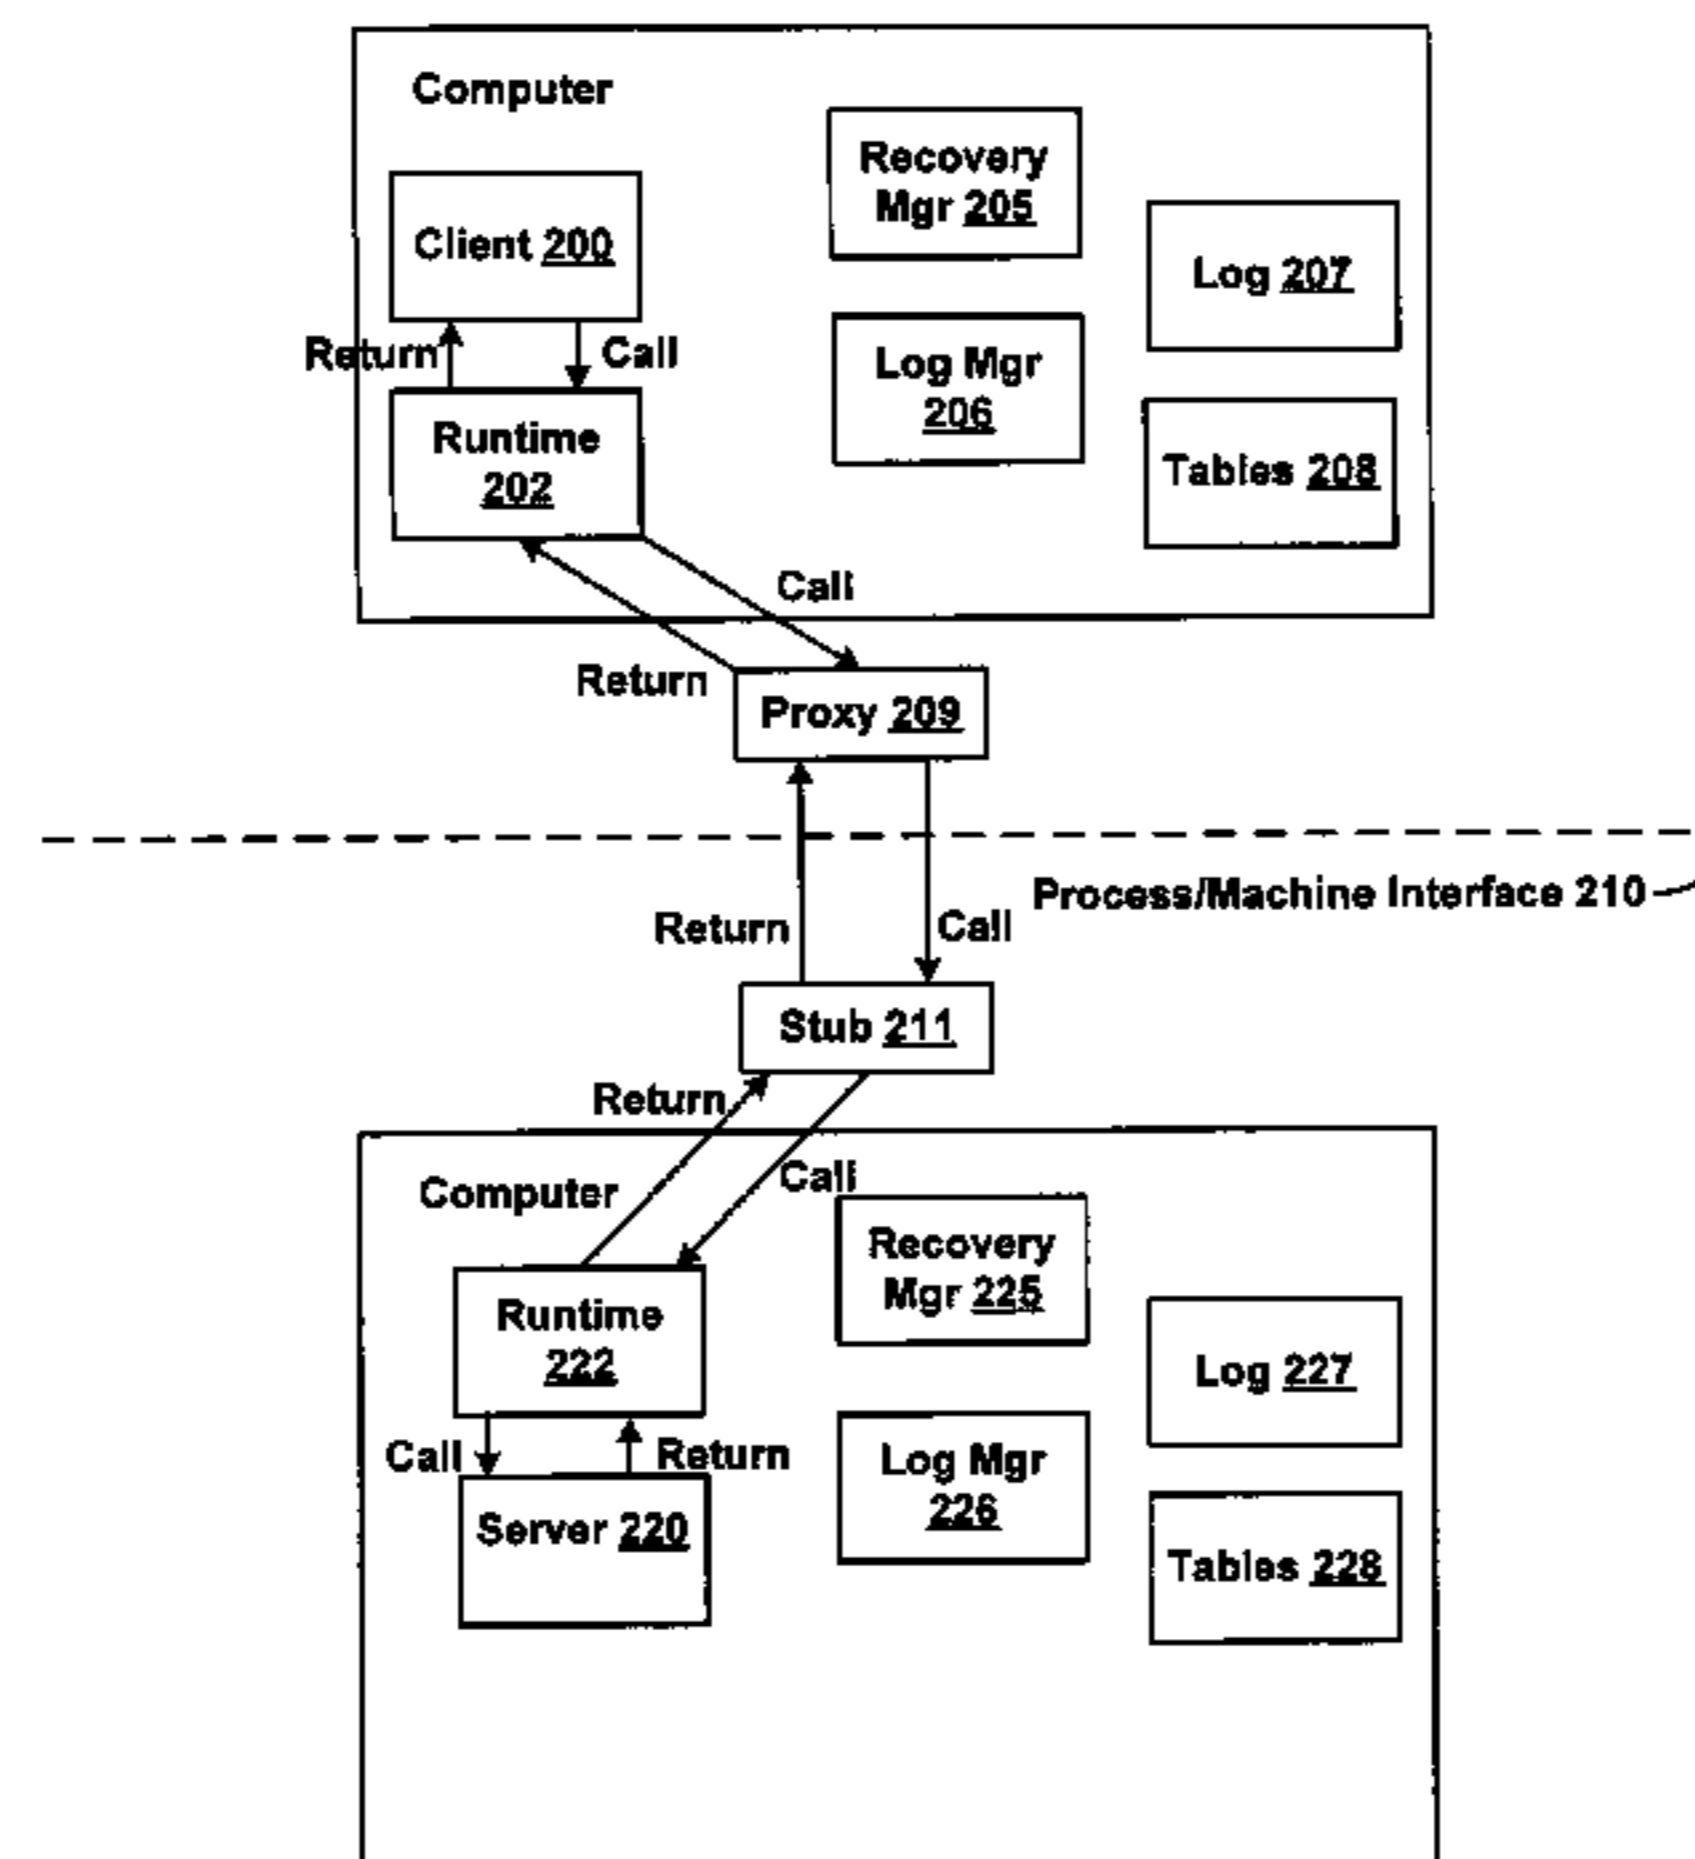 Computer
Recovery
Mgr 205
Client 200
Log 207
Return
Call
Log Mgr
206
Runtime
202
Tables 208
Call
Return
Proxy 209
Process/Machine Interface 210
Return
Call
Stub 211
Return
Call
Computer
Recovery
Mgr 225
Runtime
222
Log 227
Call
Return
Log Mgr
226
Server 220
Tables 228